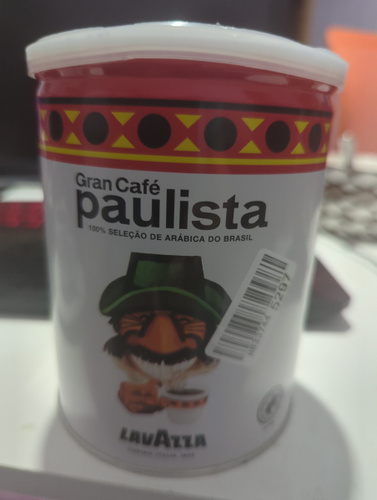 Gran Café
paulista
100% SELEÇÃO DE ARÁBICA DO BRASIL
LAVAZZA